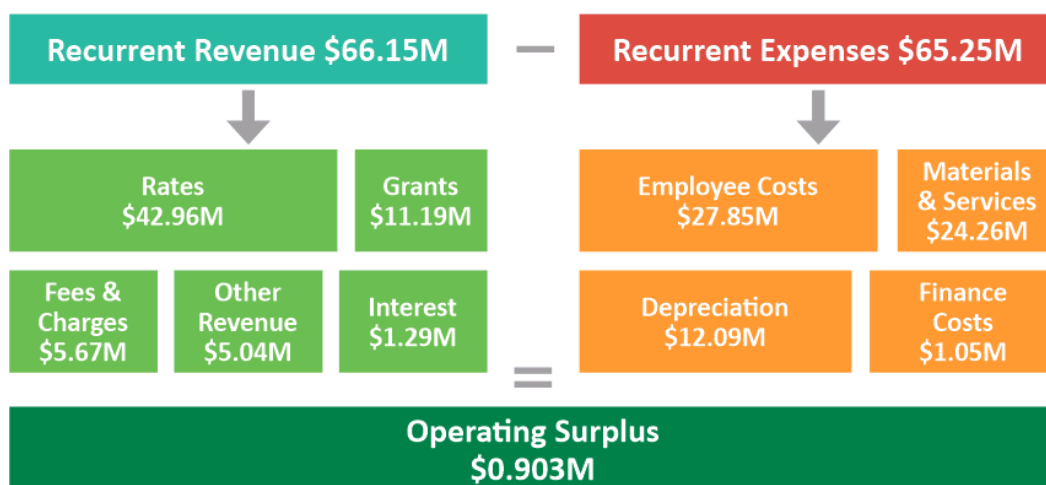 Recurrent Revenue $66.15M
—
Recurrent Expenses $65.25M
Rates
$42.96M
Grants
$11.19M
Employee Costs
$27.85M
Materials
& Services
$24.26M
Fees &
Charges
$5.67M
Other
Revenue
$5.04M
Interest
$1.29M
Depreciation
$12.09M
Finance
Costs
$1.05M
=
Operating Surplus
$0.903M